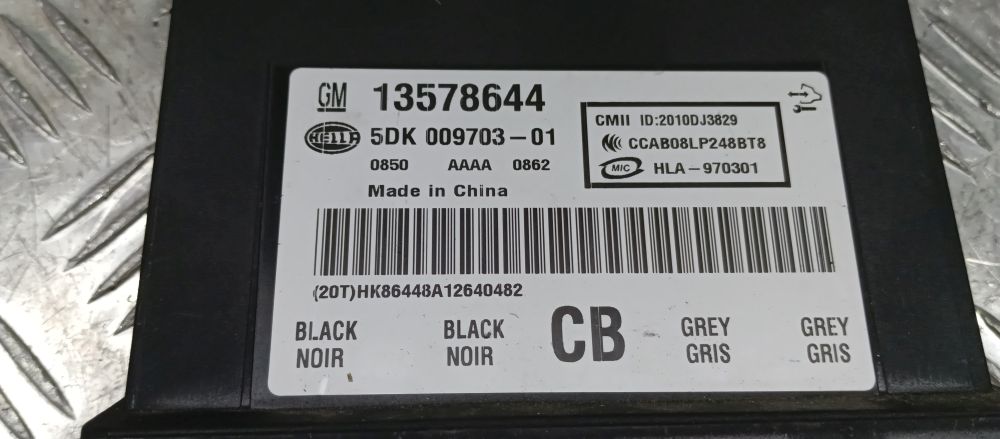 GM 13578644
HELLA 5DK 009703-01
0850 AAAA 0862
Made in China
CMII ID:2010DJ3829
CCAB08LP248BT8
MIC HLA-970301
(20T)HK86448A12640482
BLACK BLACK CB GREY GREY
NOIR NOIR GRIS GRIS